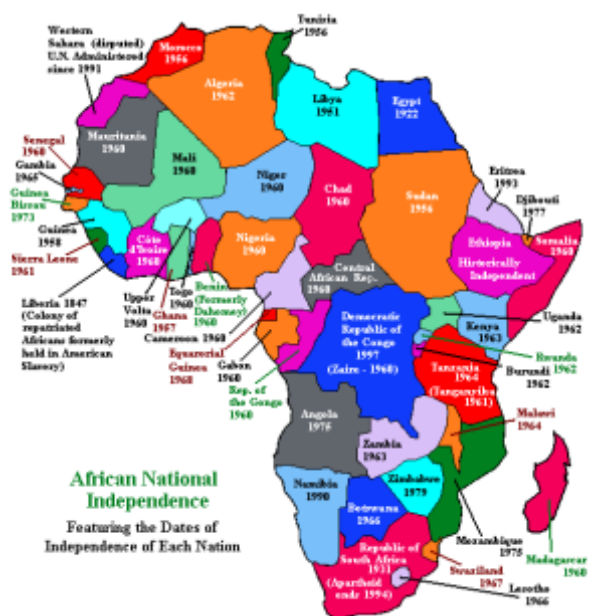 Tunisia
1956
Western
Sahara (disputed)
U.N. Administered
since 1991
Morocco
1956
Algeria
1962
Libya
1951
Egypt
1922
Mauritania
1960
Senegal
1960
Gambia
1965
Guinea
Bissau
1973
Guinea
1958
Sierra Leone
1961
Mali
1960
Niger
1960
Chad
1960
Sudan
1956
Eritrea
1993
Djibouti
1977
Somalia
1960
Ethiopia
Historically
Independent
Côte
d'Ivoire
1960
Nigeria
1960
Central
African Rep.
1960
Liberia 1847
(Colony of
repatriated
Africans formerly
held in American
Slavery)
Upper
Volta
1960
Togo
1960
Ghana
1957
Benin
(Formerly
Dahomey)
1960
Cameroon 1960
Equatorial
Guinea
1968
Gabon
1960
Rep. of
the Congo
1960
Democratic
Republic of
the Congo
1997
(Zaire - 1960)
Uganda
1962
Kenya
1963
Rwanda
1962
Burundi
1962
Tanzania
1964
(Tanganyika
1961)
Malawi
1964
Angola
1975
Zambia
1963
Zimbabwe
1979
Namibia
1990
Botswana
1966
Mozambique
1975
Madagascar
1960
Republic of
South Africa
1931
(Apartheid
ends 1994)
Swaziland
1967
Lesotho
1966
African National
Independence
Featuring the Dates of
Independence of Each Nation